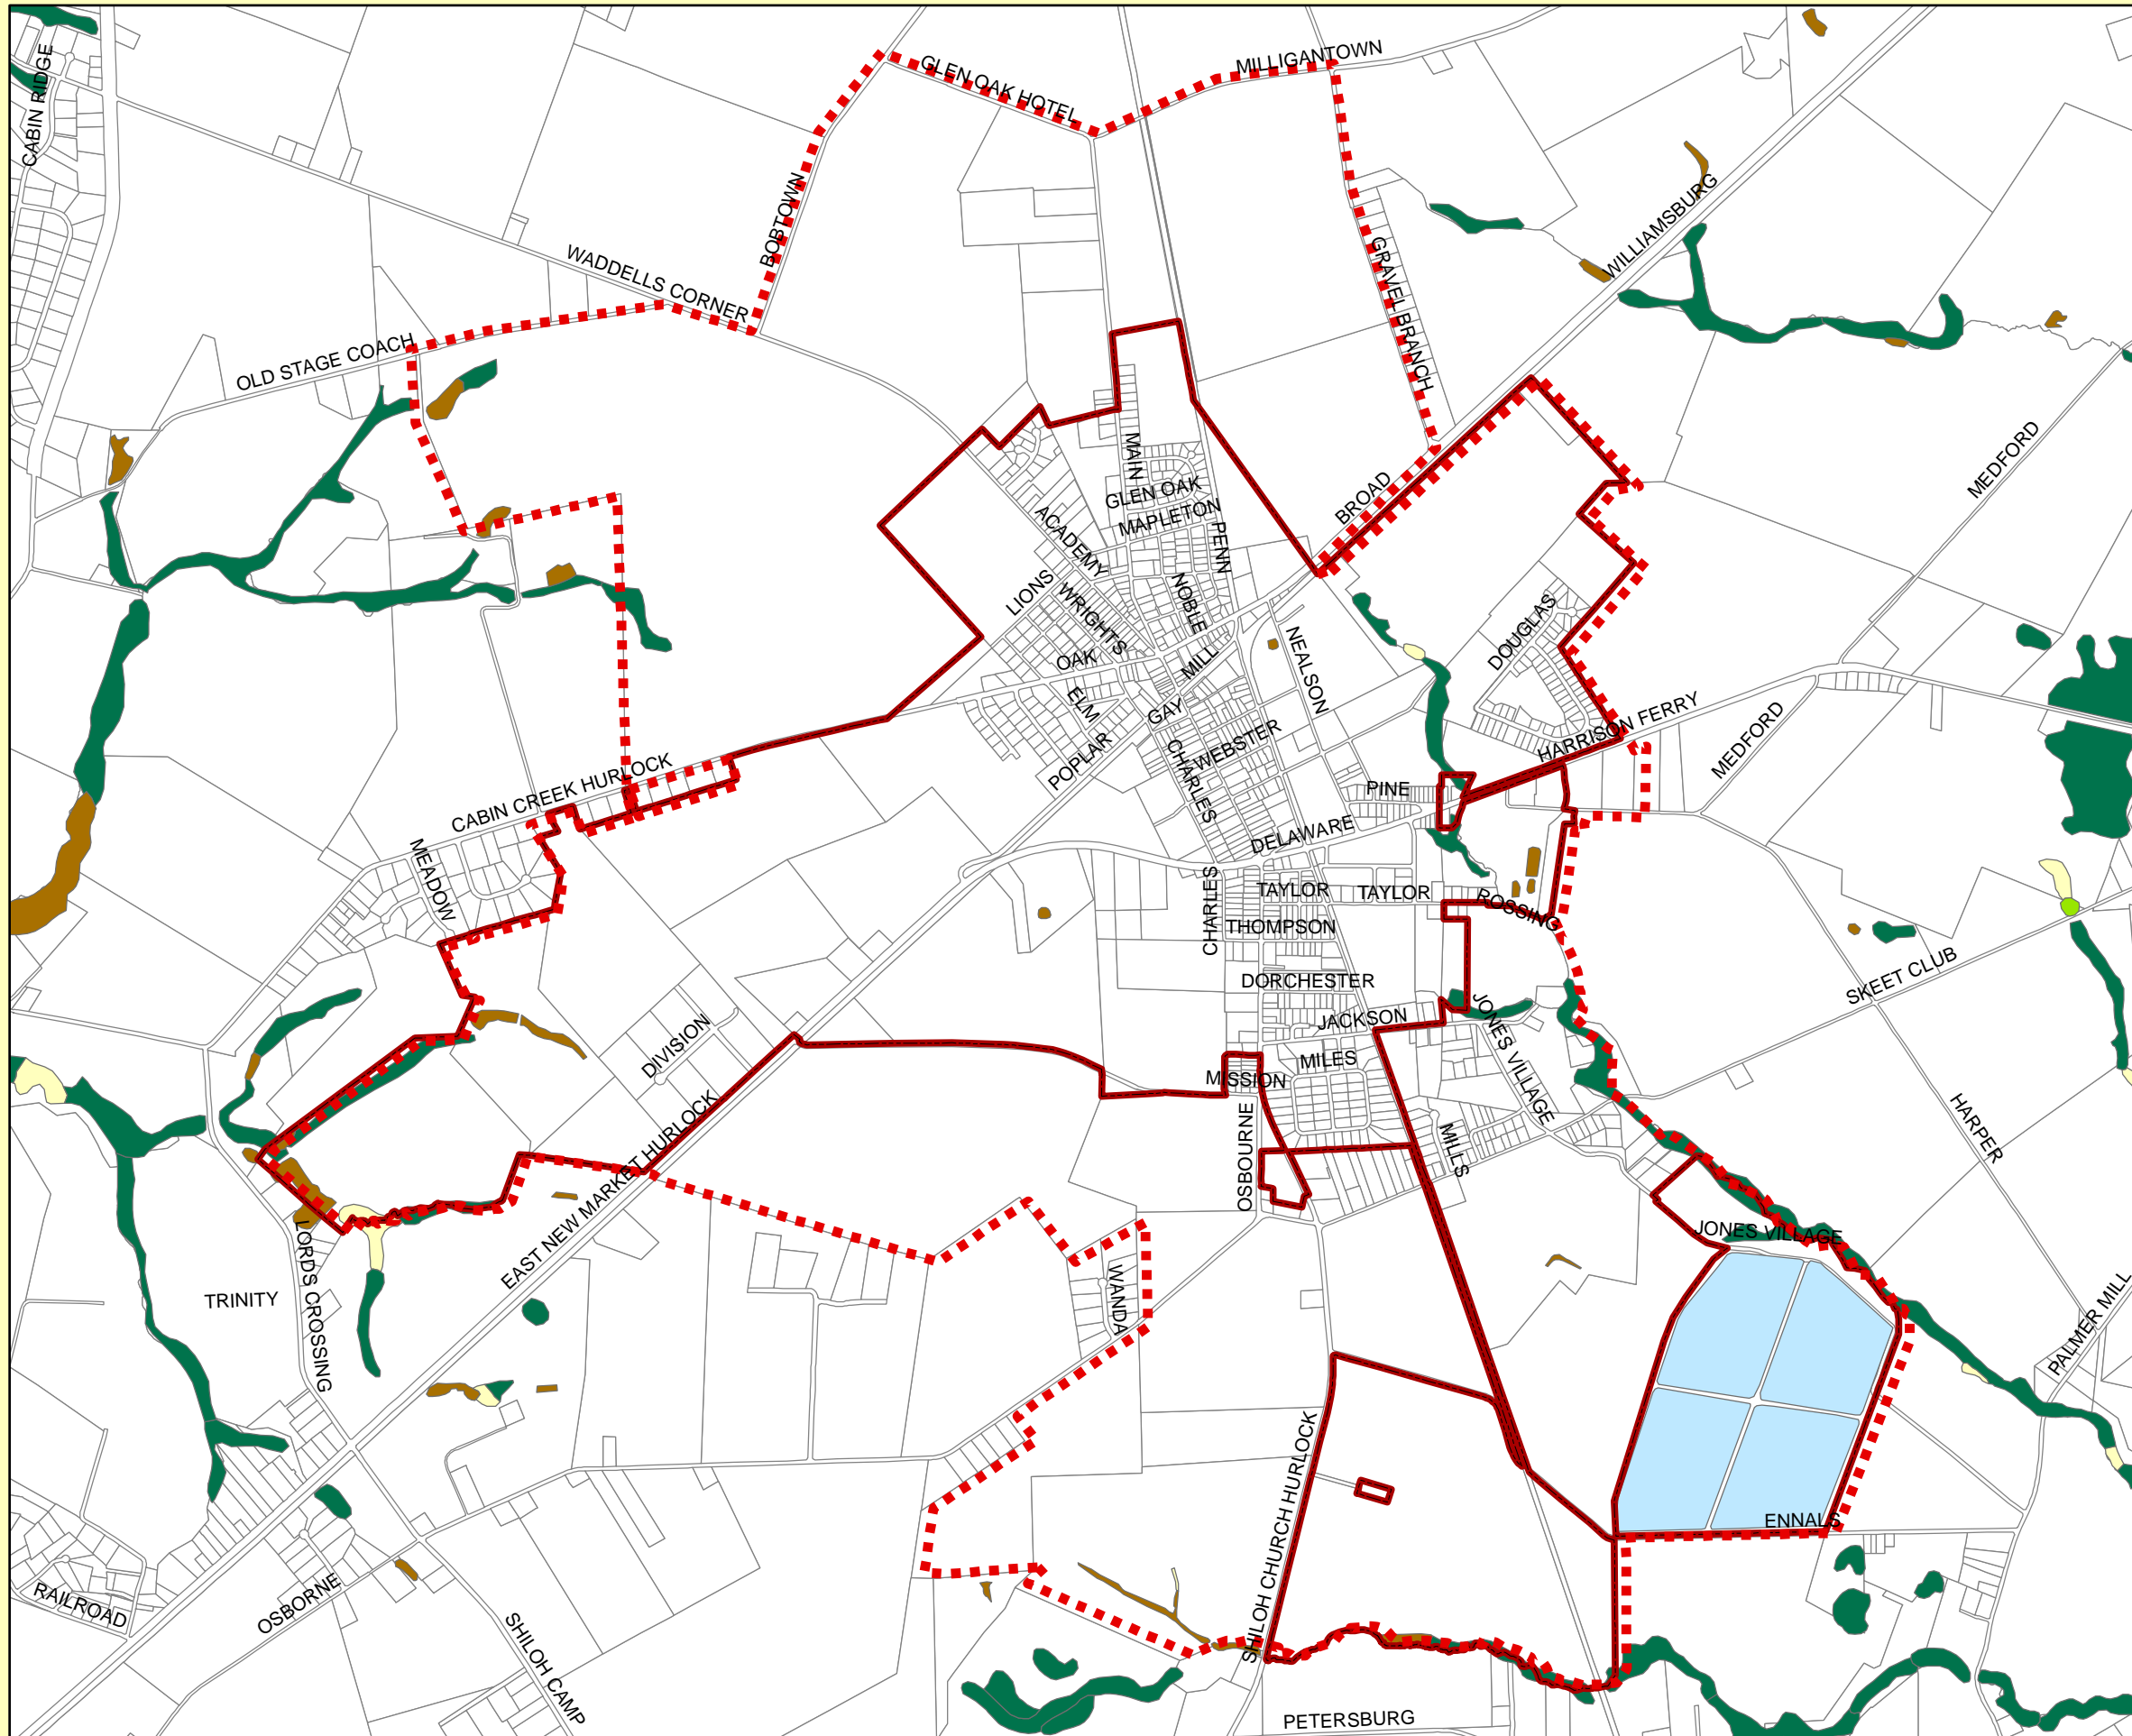 MILLIGANTOWN
GLEN OAK HOTEL
CABIN RIDGE
BOBTOWN
WILLIAMSBURG
WADDELLS CORNER
GRAVEL BRANCH
OLD STAGE COACH
MAIN
MEDFORD
BROAD
GLEN OAK
MAPLETON
ACADEMY
PENN
LIONS
WRIGHTS
NOBLE
DOUGLAS
NEALSON
OAK
MILL
ELM
GAY
HARRISON FERRY
MEDFORD
WEBSTER
POPLAR
CHARLES
CABIN CREEK HURLOCK
PINE
DELAWARE
MEADOW
TAYLOR
TAYLOR
ROSSING
CHARLES
THOMPSON
SKEET CLUB
DORCHESTER
JACKSON
JONES VILLAGE
DIVISION
MILES
MISSION
HARPER
EAST NEW MARKET HURLOCK
OSBOURNE
MILLS
JONES VILLAGE
LORDS CROSSING
WANDA
TRINITY
PALMER MILL
SHILOH CHURCH HURLOCK
ENNALS
OSBORNE
RAILROAD
SHILOH CAMP
PETERSBURG